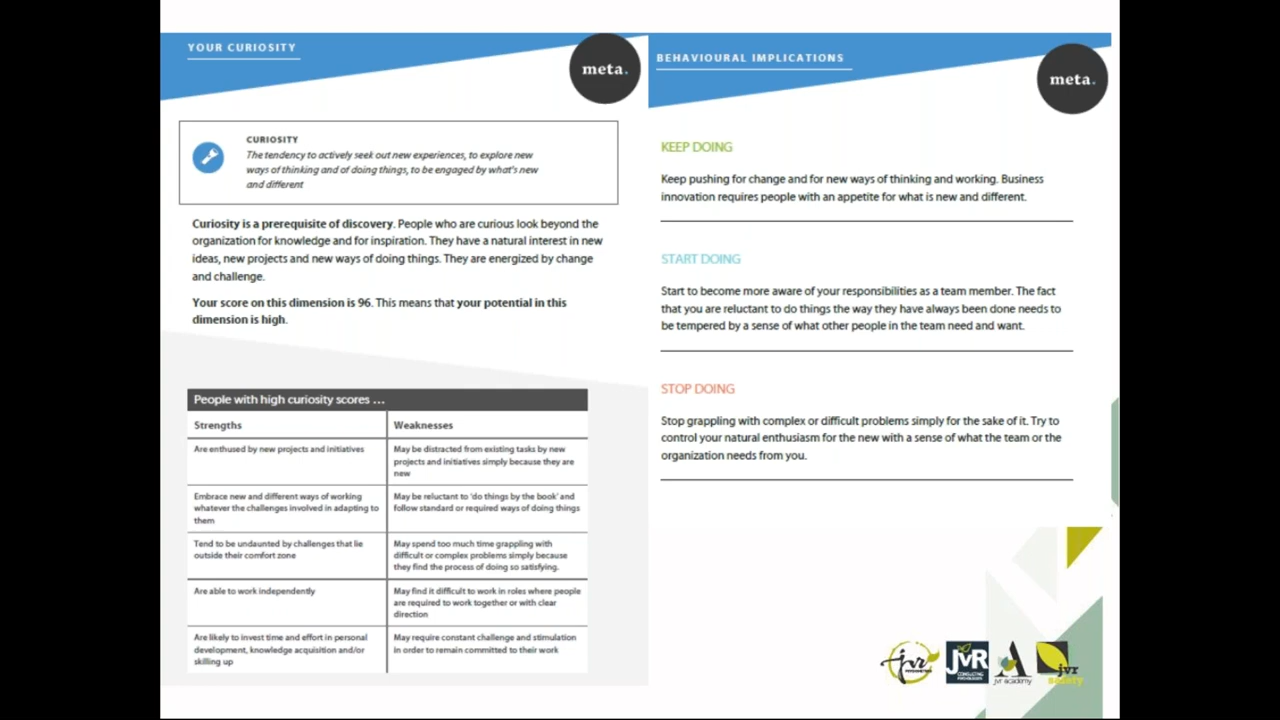 YOUR CURIOSITY
meta.
CURIOSITY
The tendency to actively seek out new experiences, to explore new
ways of thinking and of doing things, to be engaged by what's new
and different
Curiosity is a prerequisite of discovery. People who are curious look beyond the
organization for knowledge and for inspiration. They have a natural interest in new
ideas, new projects and new ways of doing things. They are energized by change
and challenge.
Your score on this dimension is 96. This means that your potential in this
dimension is high.
People with high curiosity scores ...
Strengths
Weaknesses
Are enthused by new projects and initiatives
May be distracted from existing tasks by new
projects and initiatives simply because they are
new
Embrace new and different ways of working
whatever the challenges involved in adapting to
them
May be reluctant to 'do things by the book' and
follow standard or required ways of doing things
Tend to be undaunted by challenges that lie
outside their comfort zone
May spend too much time grappling with
difficult or complex problems simply because
they find the process of doing so satisfying.
Are able to work independently
May find it difficult to work in roles where people
are required to work together or with clear
direction
Are likely to invest time and effort in personal
development, knowledge acquisition and/or
skilling up
May require constant challenge and stimulation
in order to remain committed to their work
BEHAVIOURAL IMPLICATIONS
meta.
KEEP DOING
Keep pushing for change and for new ways of thinking and working. Business
innovation requires people with an appetite for what is new and different.
START DOING
Start to become more aware of your responsibilities as a team member. The fact
that you are reluctant to do things the way they have always been done needs to
be tempered by a sense of what other people in the team need and want.
STOP DOING
Stop grappling with complex or difficult problems simply for the sake of it. Try to
control your natural enthusiasm for the new with a sense of what the team or the
organization needs from you.
jvr
JvR
jvr academy
jvr
safety